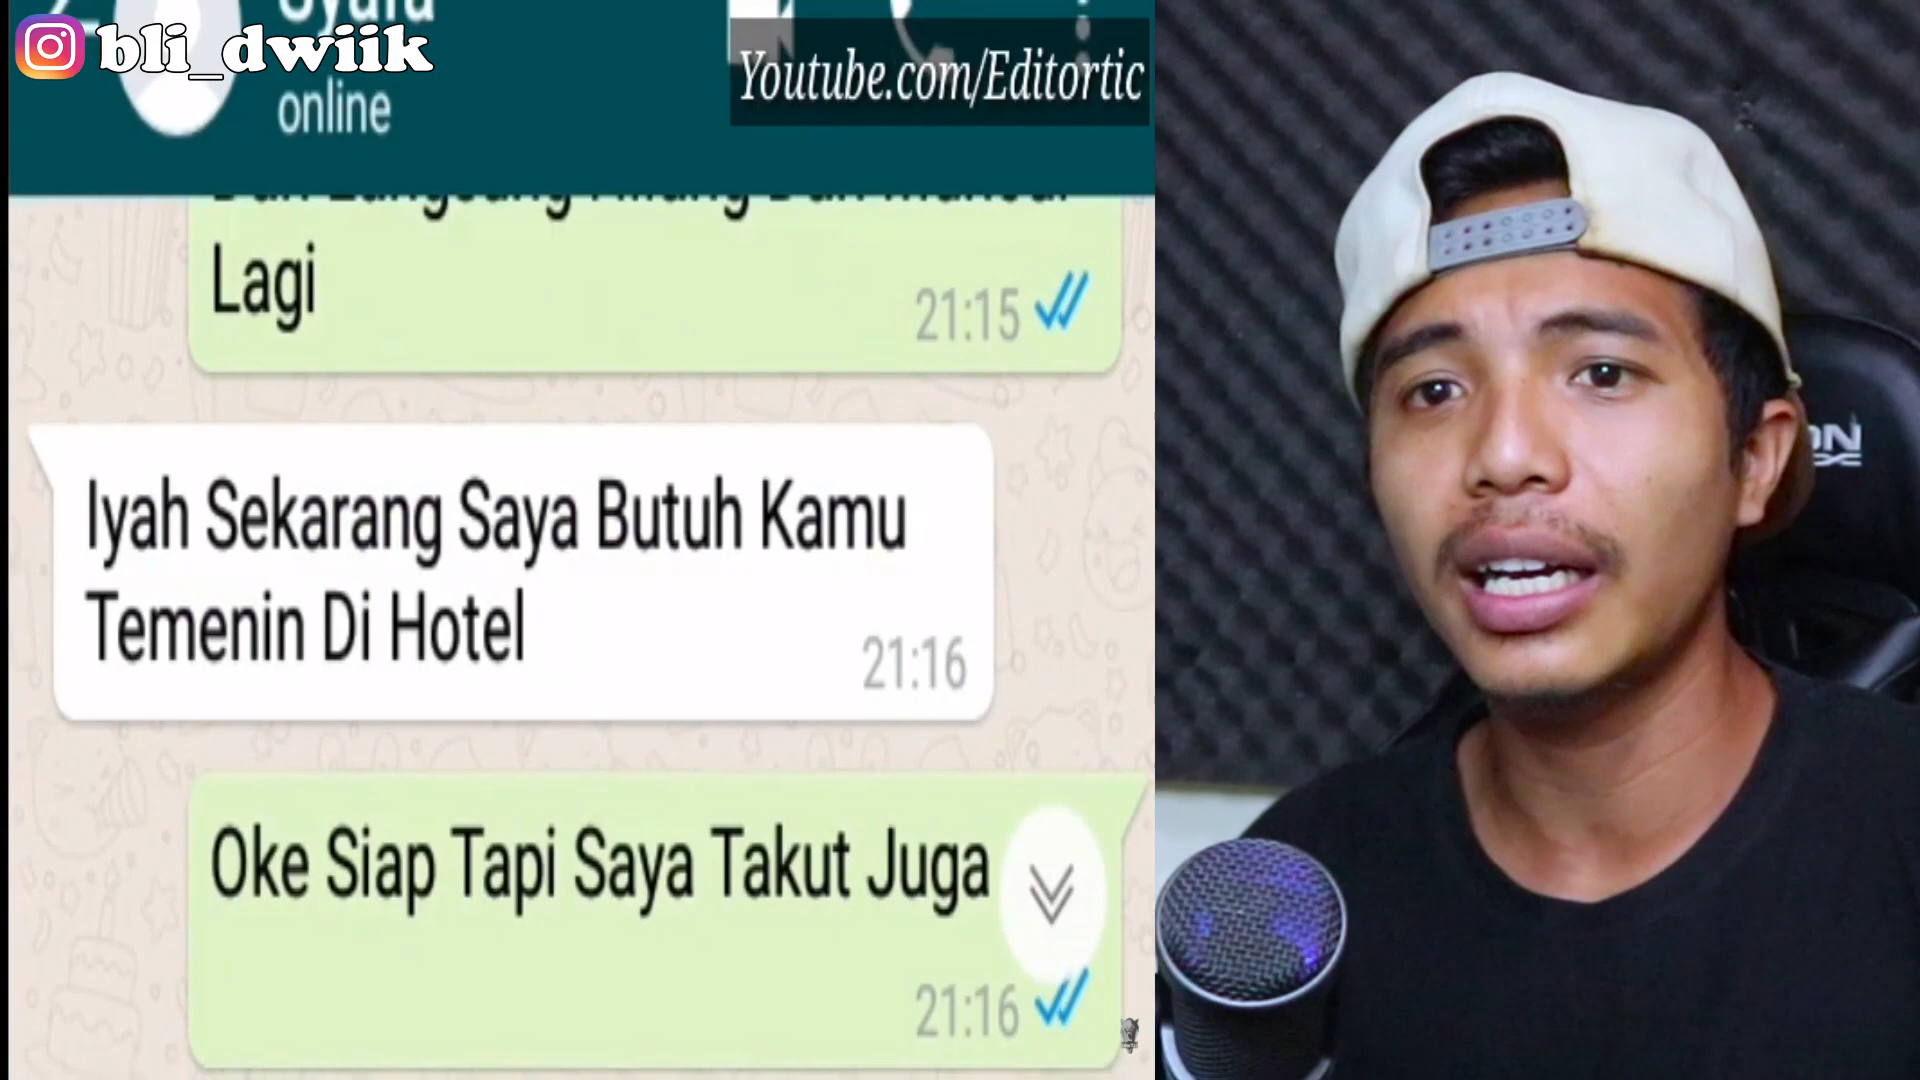 bli_dwiik
Youtube.com/Editortic
online
Lagi
21:15
Iyah Sekarang Saya Butuh Kamu
Temenin Di Hotel
21:16
Oke Siap Tapi Saya Takut Juga
21:16